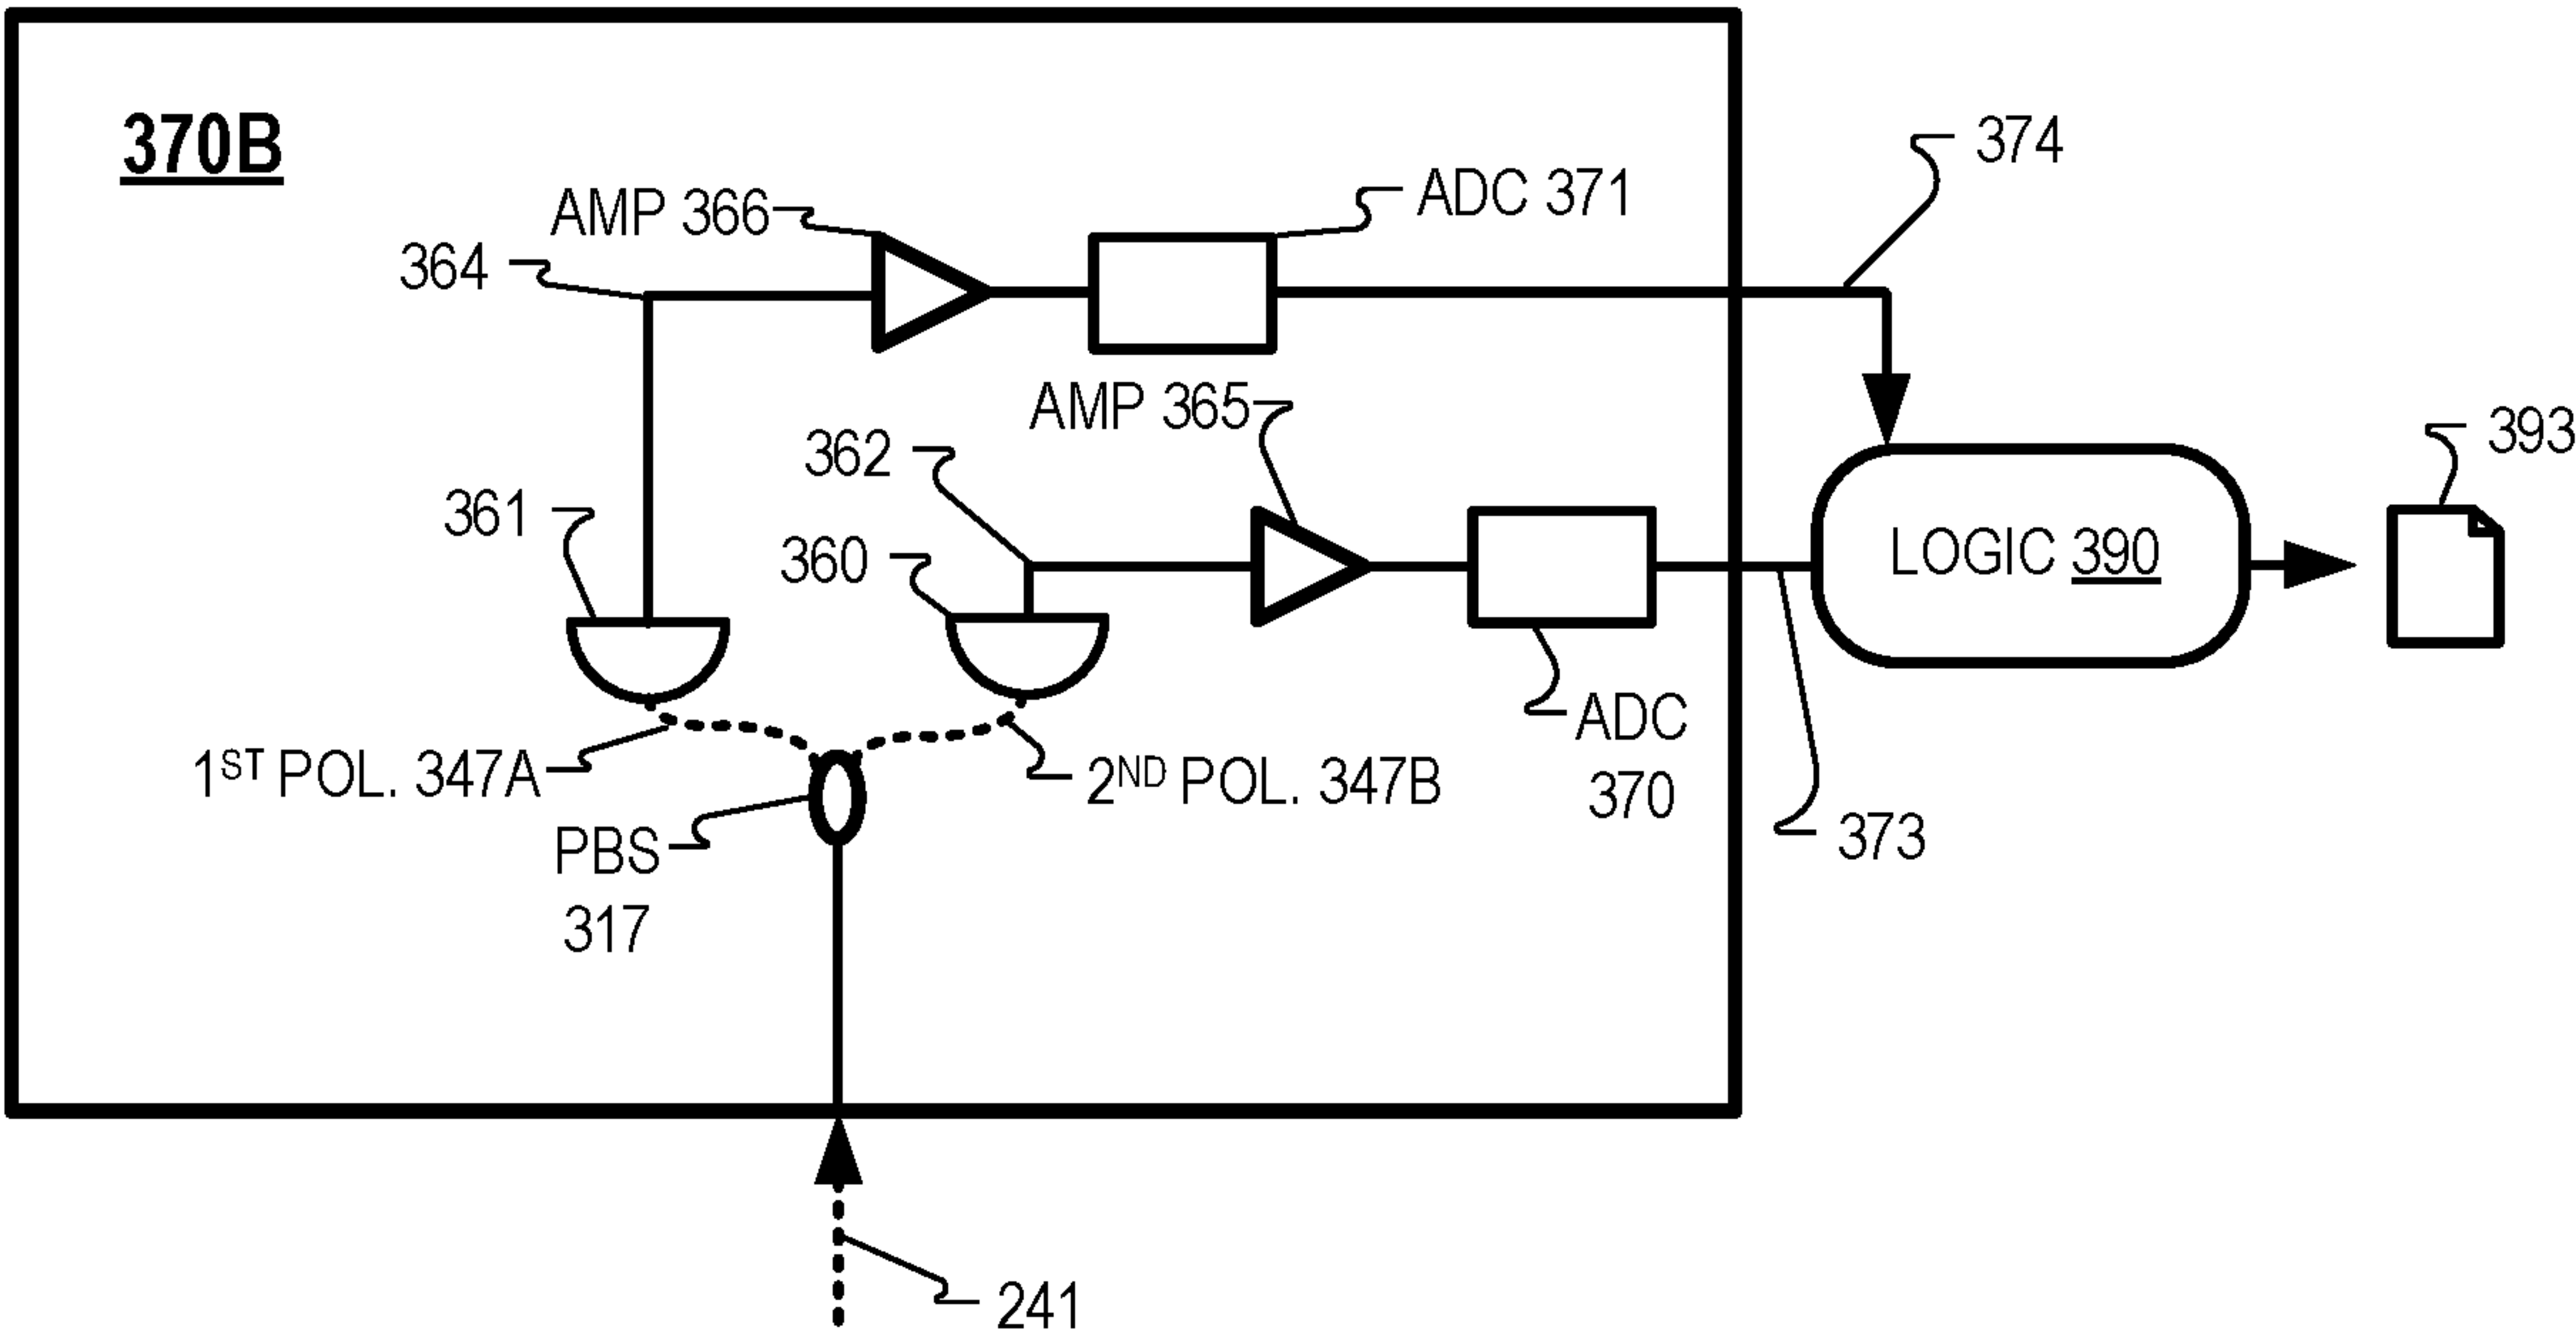 370B
374
AMP 366
ADC 371
364
AMP 365
393
362
361
360
LOGIC 390
ADC
370
1ST POL. 347A
2ND POL. 347B
373
PBS
317
241